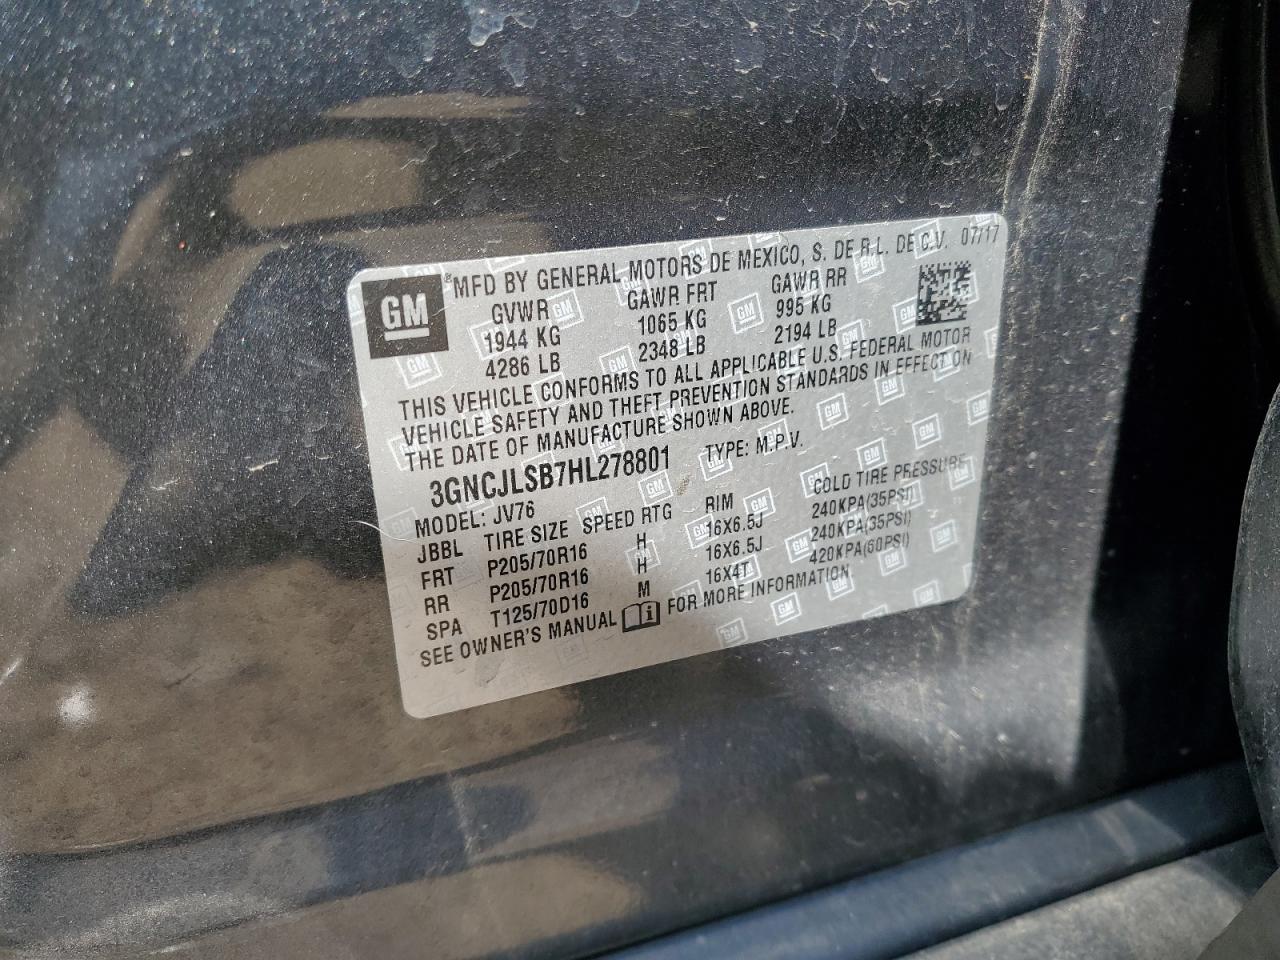 GM
MFD BY GENERAL MOTORS DE MEXICO, S. DE R.L. DE C.V. 07/17
GVWR GAWR FRT GAWR RR
1944 KG 1065 KG 995 KG
4286 LB 2348 LB 2194 LB
THIS VEHICLE CONFORMS TO ALL APPLICABLE U.S. FEDERAL MOTOR
VEHICLE SAFETY AND THEFT PREVENTION STANDARDS IN EFFECT ON
THE DATE OF MANUFACTURE SHOWN ABOVE.
3GNCJLSB7HL278801 TYPE: M.P.V.
MODEL: JV76
JBBL TIRE SIZE SPEED RTG RIM COLD TIRE PRESSURE
FRT P205/70R16 H 16X6.5J 240KPA(35PSI)
RR P205/70R16 H 16X6.5J 240KPA(35PSI)
SPA T125/70D16 M 16X4T 420KPA(60PSI)
SEE OWNER'S MANUAL FOR MORE INFORMATION